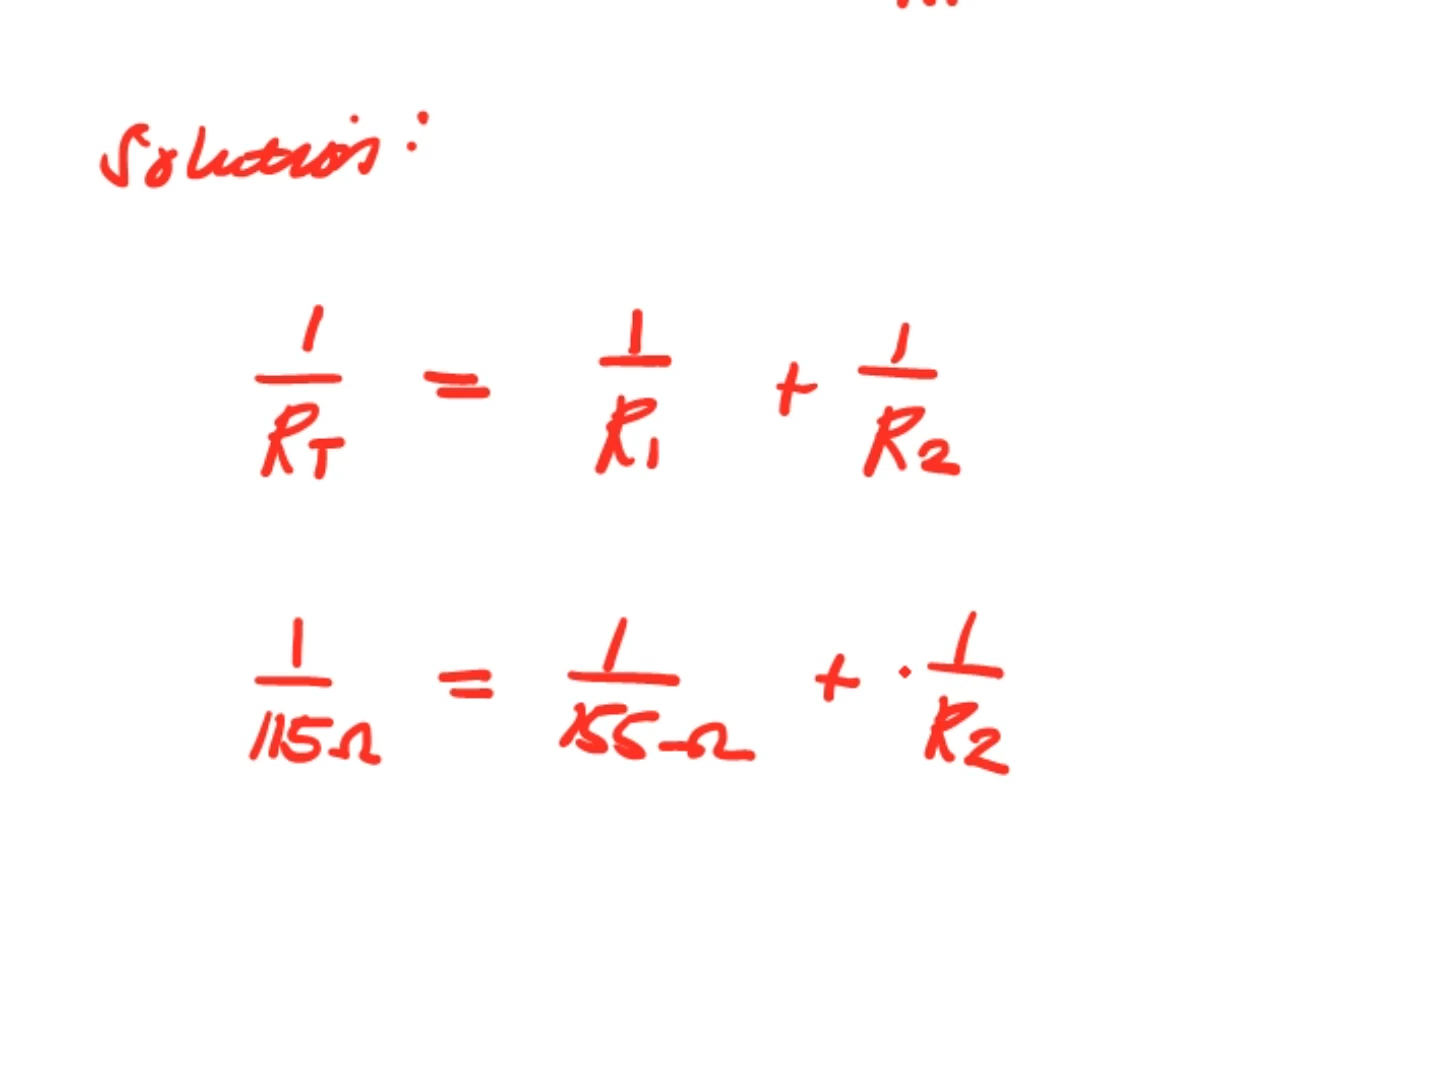 Solution:
1/R_T = 1/R_1 + 1/R_2
1/115Ω = 1/155Ω + · 1/R_2